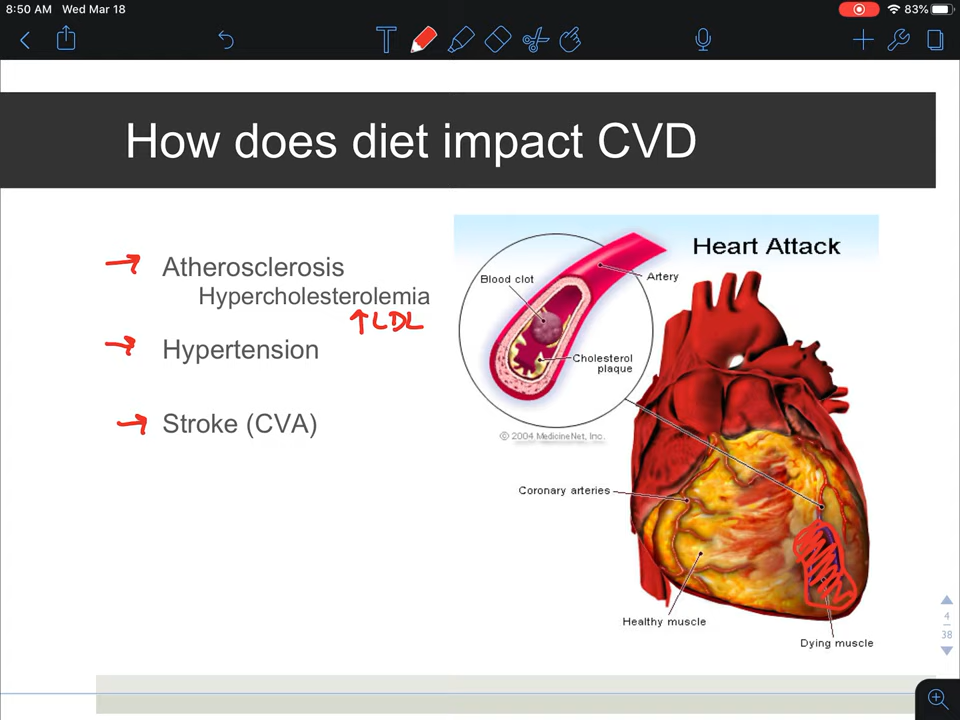 8:50 AM Wed Mar 18
83%
How does diet impact CVD
→ Atherosclerosis
Hypercholesterolemia
↑LDL
→ Hypertension
→ Stroke (CVA)
Heart Attack
Blood clot
Artery
Cholesterol
plaque
© 2004 MedicineNet, Inc.
Coronary arteries
Healthy muscle
Dying muscle
4
38